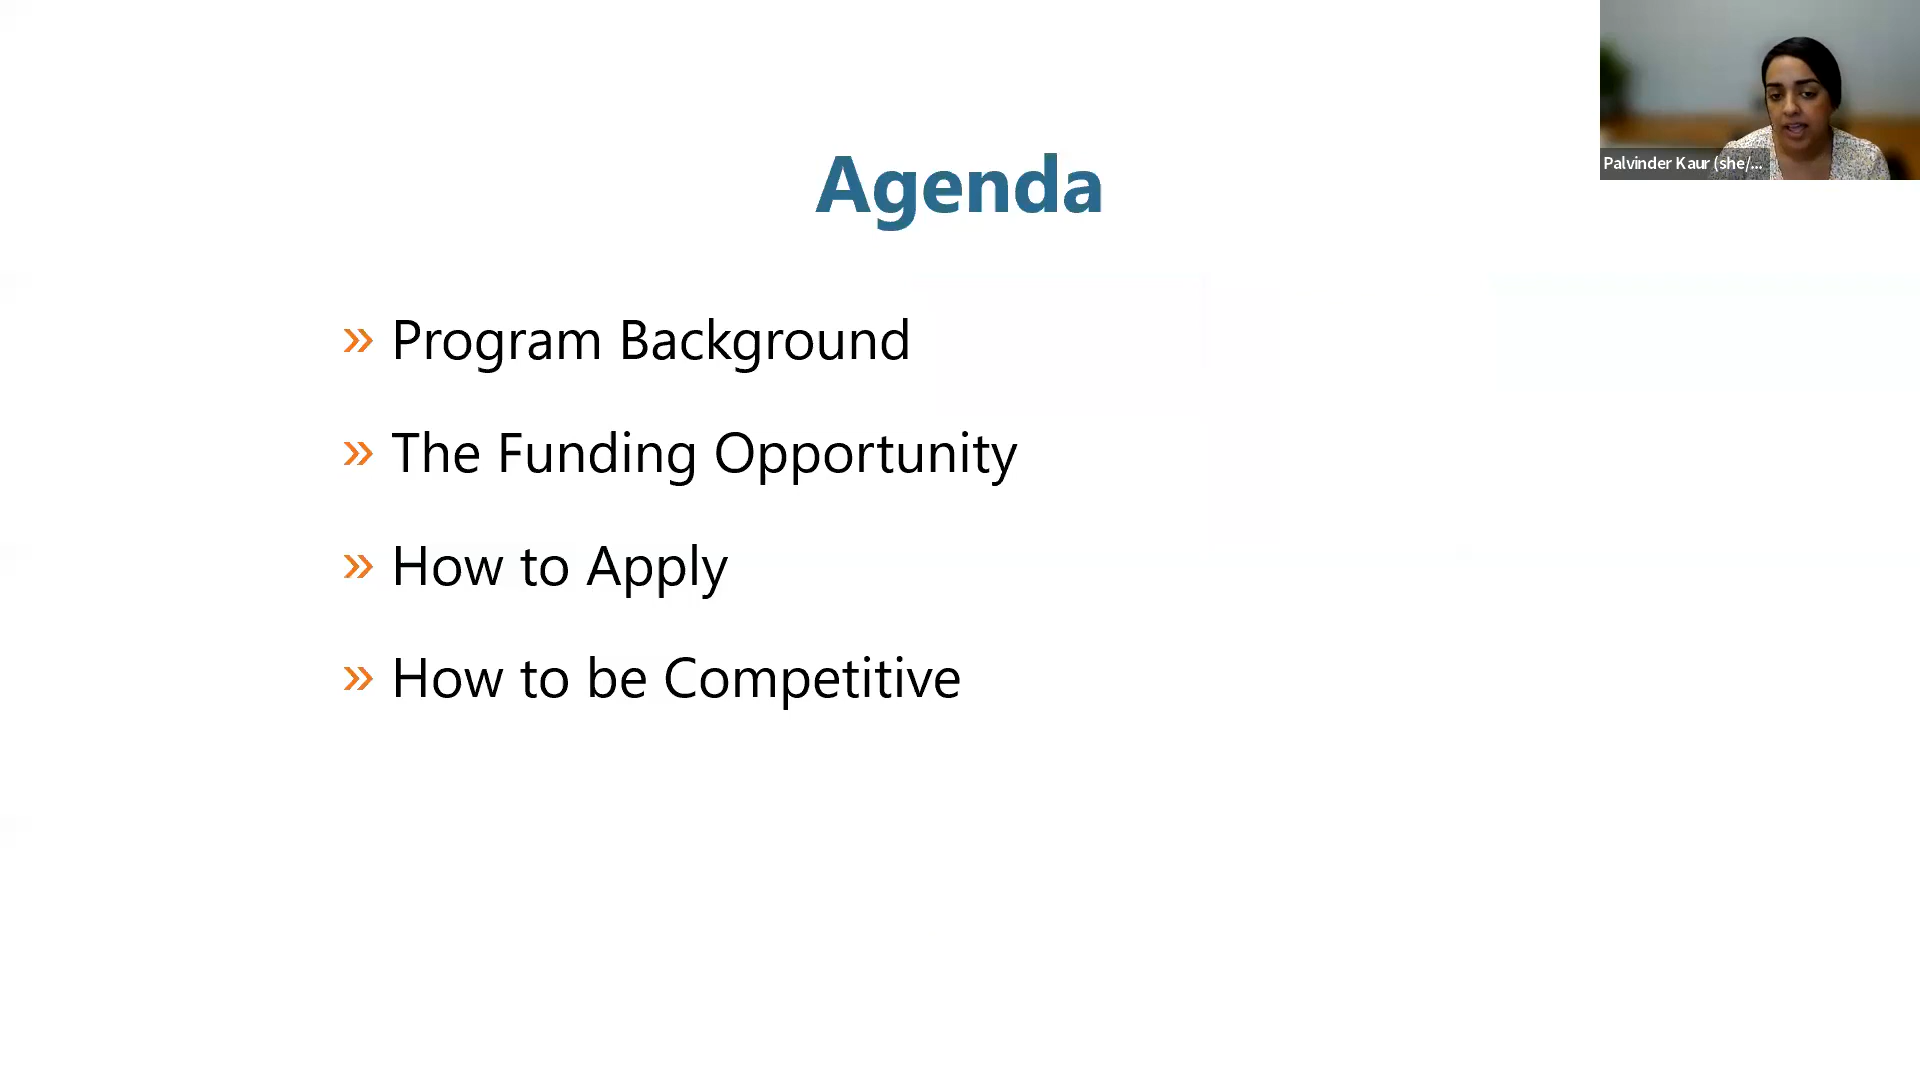 Agenda
» Program Background
» The Funding Opportunity
» How to Apply
» How to be Competitive
Palvinder Kaur (she/...